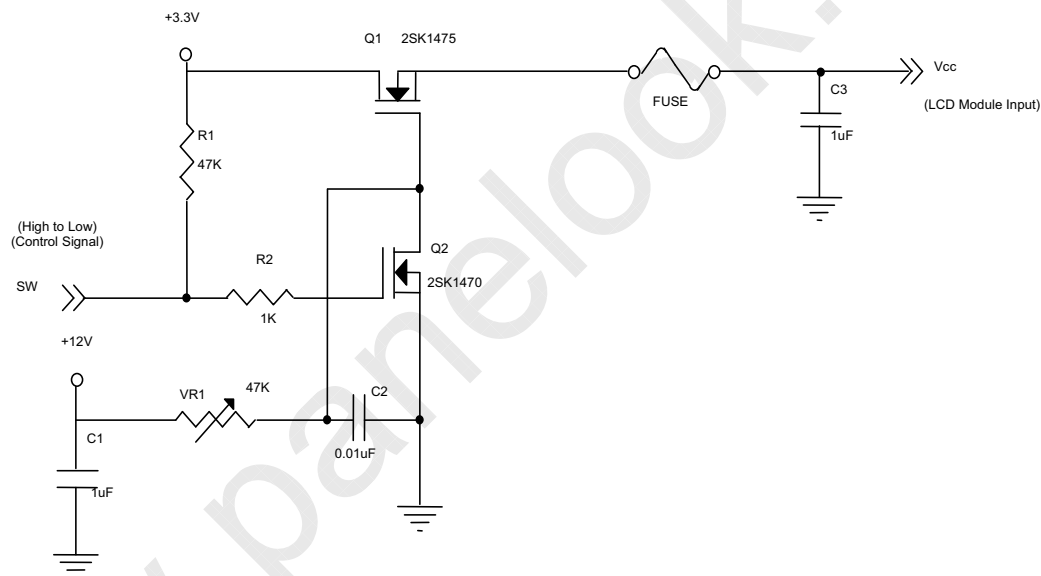 +3.3V
Q1 2SK1475
Vcc
FUSE
C3
(LCD Module Input)
1uF
R1
47K
(High to Low)
(Control Signal)
Q2
R2
SW
2SK1470
1K
+12V
VR1
47K
C2
C1
0.01uF
1uF
panelook.